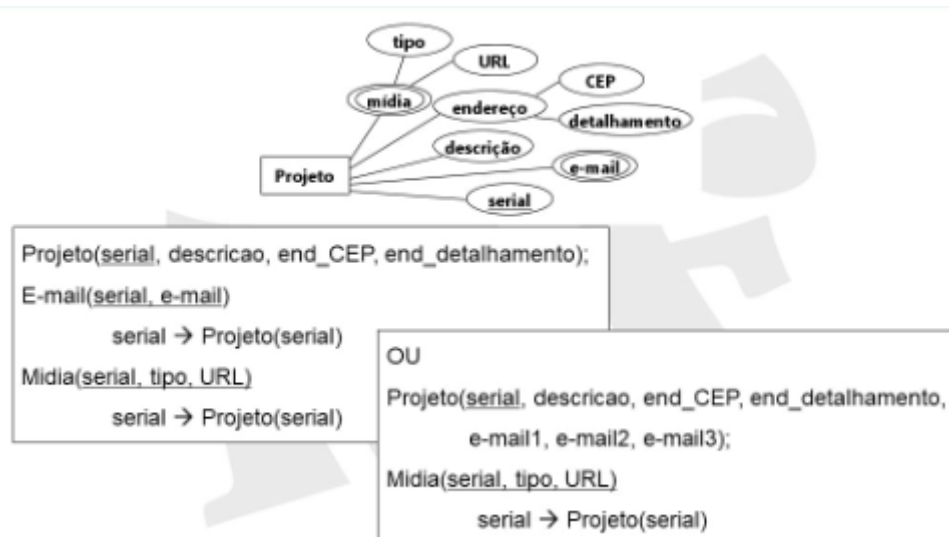 tipo
URL
CEP
mídia
endereço
detalhamento
descrição
e-mail
Projeto
serial
Projeto(serial, descricao, end_CEP, end_detalhamento);
E-mail(serial, e-mail)
serial → Projeto(serial)
Midia(serial, tipo, URL)
serial → Projeto(serial)
OU
Projeto(serial, descricao, end_CEP, end_detalhamento,
e-mail1, e-mail2, e-mail3);
Midia(serial, tipo, URL)
serial → Projeto(serial)